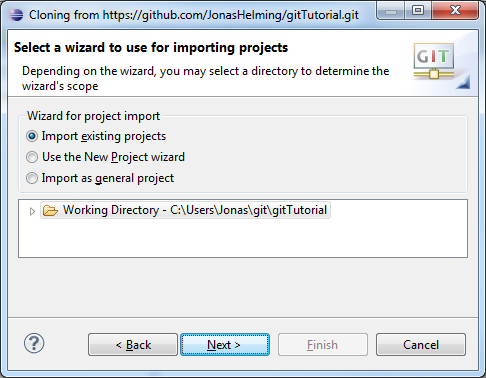 Cloning from https://github.com/JonasHelming/gitTutorial.git
Select a wizard to use for importing projects
Depending on the wizard, you may select a directory to determine the
wizard's scope
GIT
Wizard for project import
Import existing projects
Use the New Project wizard
Import as general project
Working Directory - C:\Users\Jonas\git\gitTutorial
?
< Back
Next >
Finish
Cancel